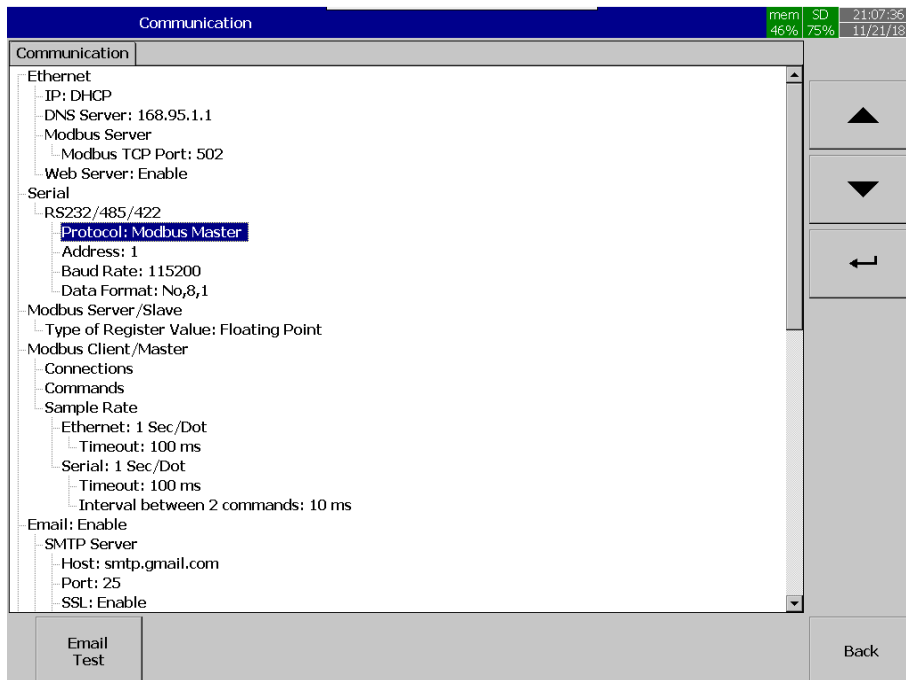 Communication
mem SD 21:07:36
46% 75% 11/21/18
Communication
Ethernet
IP: DHCP
DNS Server: 168.95.1.1
Modbus Server
Modbus TCP Port: 502
Web Server: Enable
Serial
RS232/485/422
Protocol: Modbus Master
Address: 1
Baud Rate: 115200
Data Format: No,8,1
Modbus Server/Slave
Type of Register Value: Floating Point
Modbus Client/Master
Connections
Commands
Sample Rate
Ethernet: 1 Sec/Dot
Timeout: 100 ms
Serial: 1 Sec/Dot
Timeout: 100 ms
Interval between 2 commands: 10 ms
Email: Enable
SMTP Server
Host: smtp.gmail.com
Port: 25
SSL: Enable
Email
Test
Back